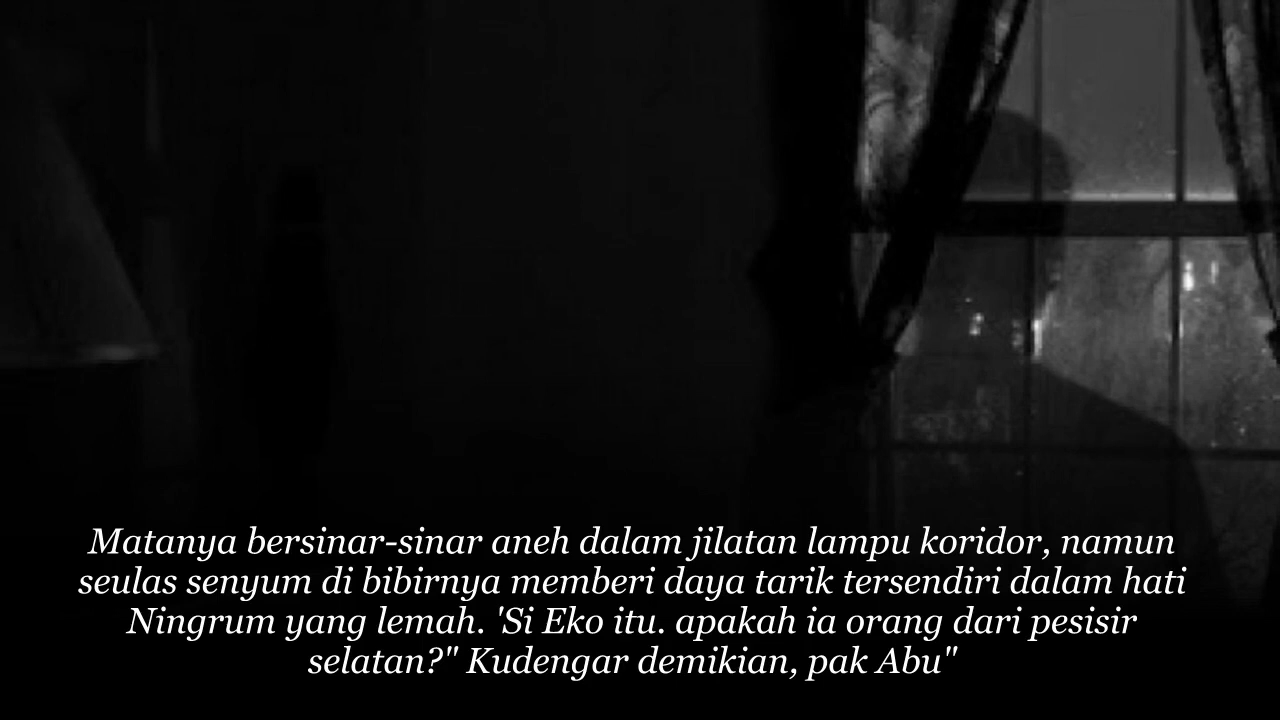 Matanya bersinar-sinar aneh dalam jilatan lampu koridor, namun
seulas senyum di bibirnya memberi daya tarik tersendiri dalam hati
Ningrum yang lemah. 'Si Eko itu. apakah ia orang dari pesisir
selatan?" Kudengar demikian, pak Abu"